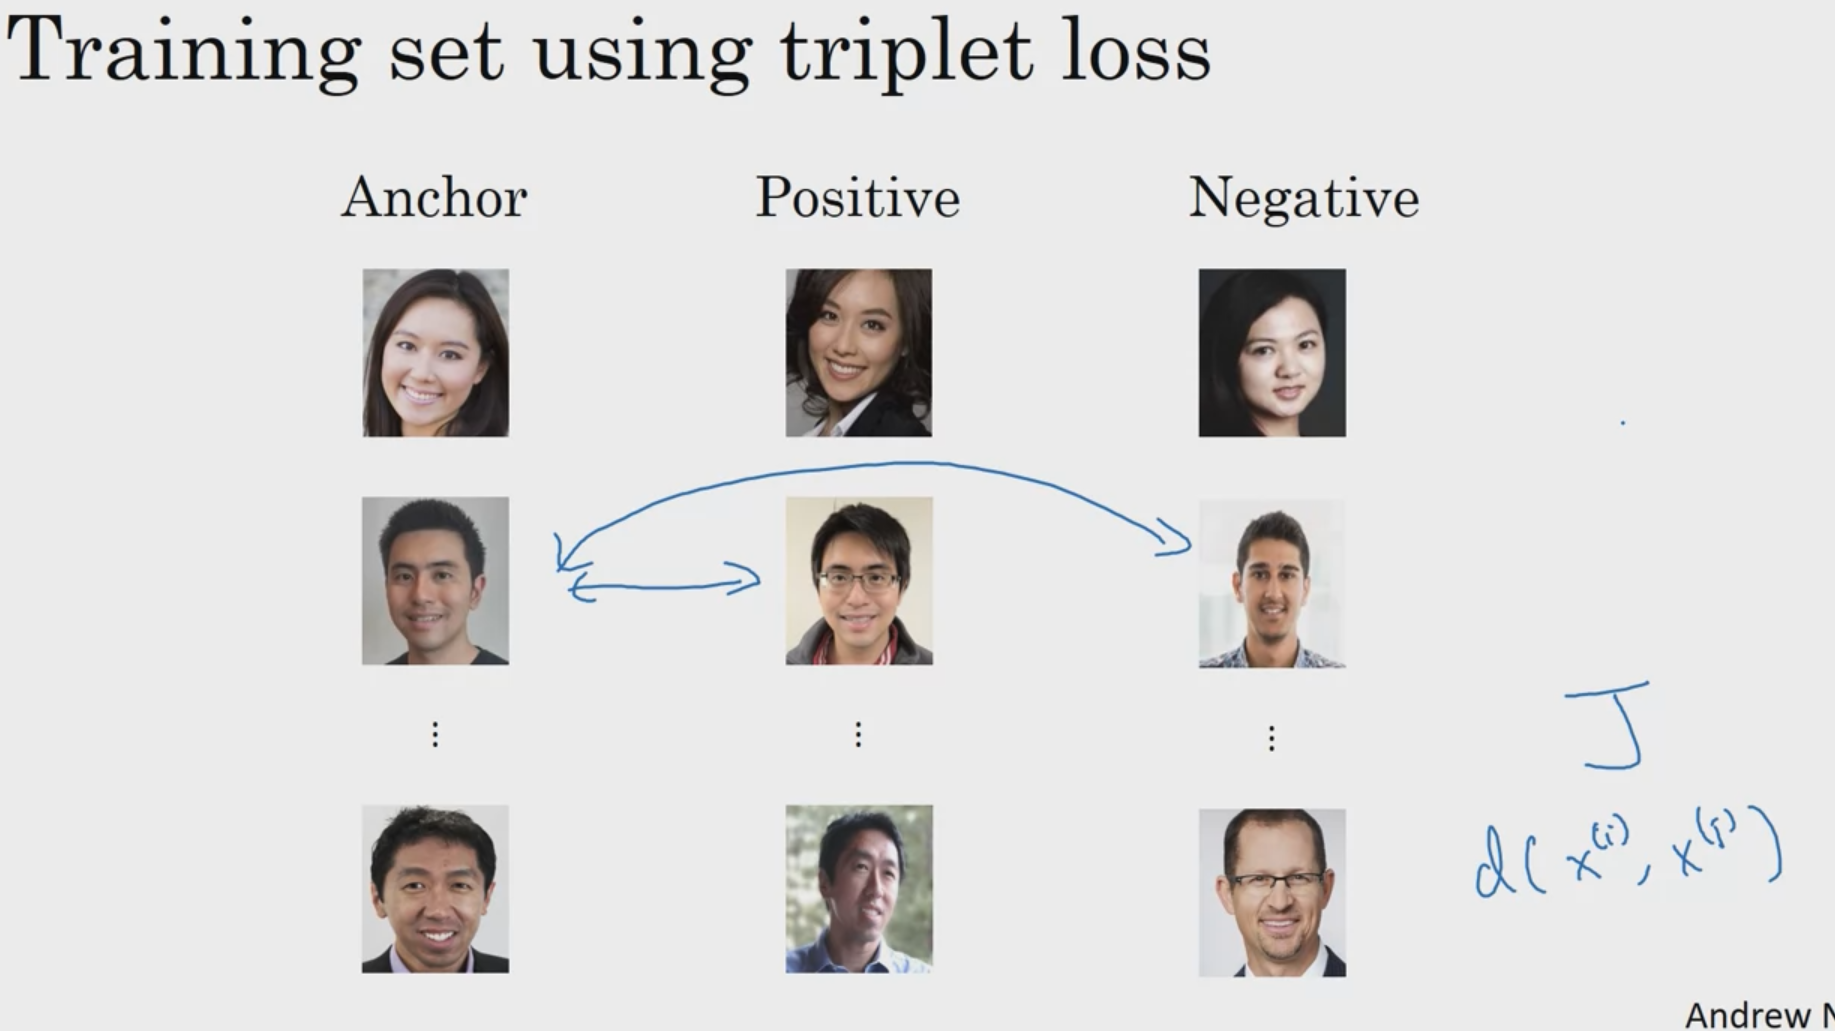 Training set using triplet loss
Anchor Positive Negative
⋮ ⋮ ⋮
J
d(x⁽ⁱ⁾, x⁽ʲ⁾)
Andrew N